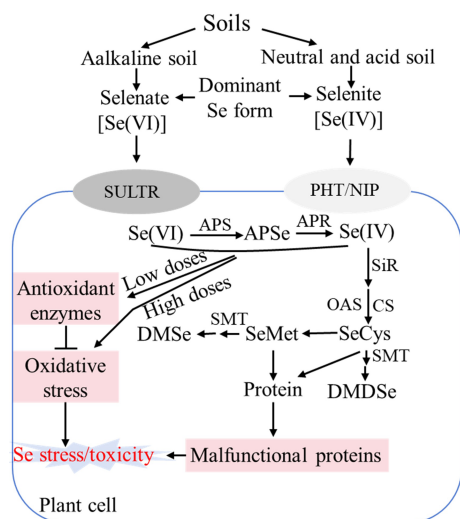 Soils
Aalkaline soil
Neutral and acid soil
Dominant
Se form
Selenate
[Se(VI)]
Selenite
[Se(IV)]
SULTR
PHT/NIP
Se(VI) APS APSe APR Se(IV)
SiR
Low doses
High doses
Antioxidant
enzymes
OAS CS
DMSe SMT SeMet SeCys
SMT
Oxidative
stress
Protein
DMDSe
Se stress/toxicity
Malfunctional proteins
Plant cell